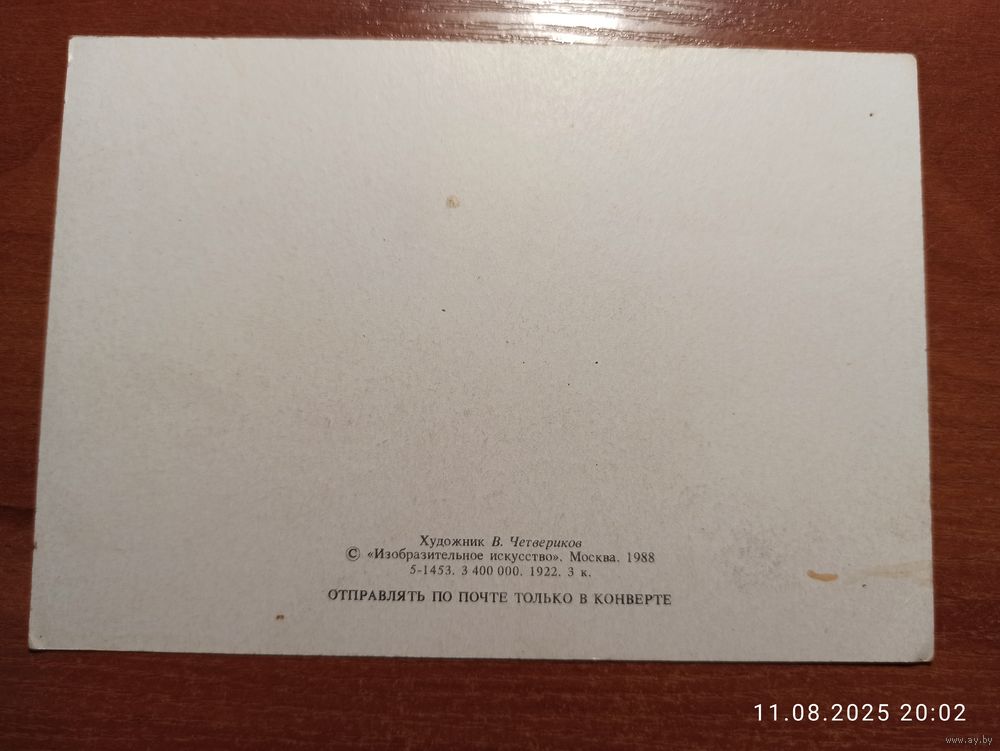 Художник В. Четвериков
© «Изобразительное искусство». Москва. 1988
5-1453. 3 400 000. 1922. 3 к.
ОТПРАВЛЯТЬ ПО ПОЧТЕ ТОЛЬКО В КОНВЕРТЕ
11.08.2025 20:02
www.ay.by